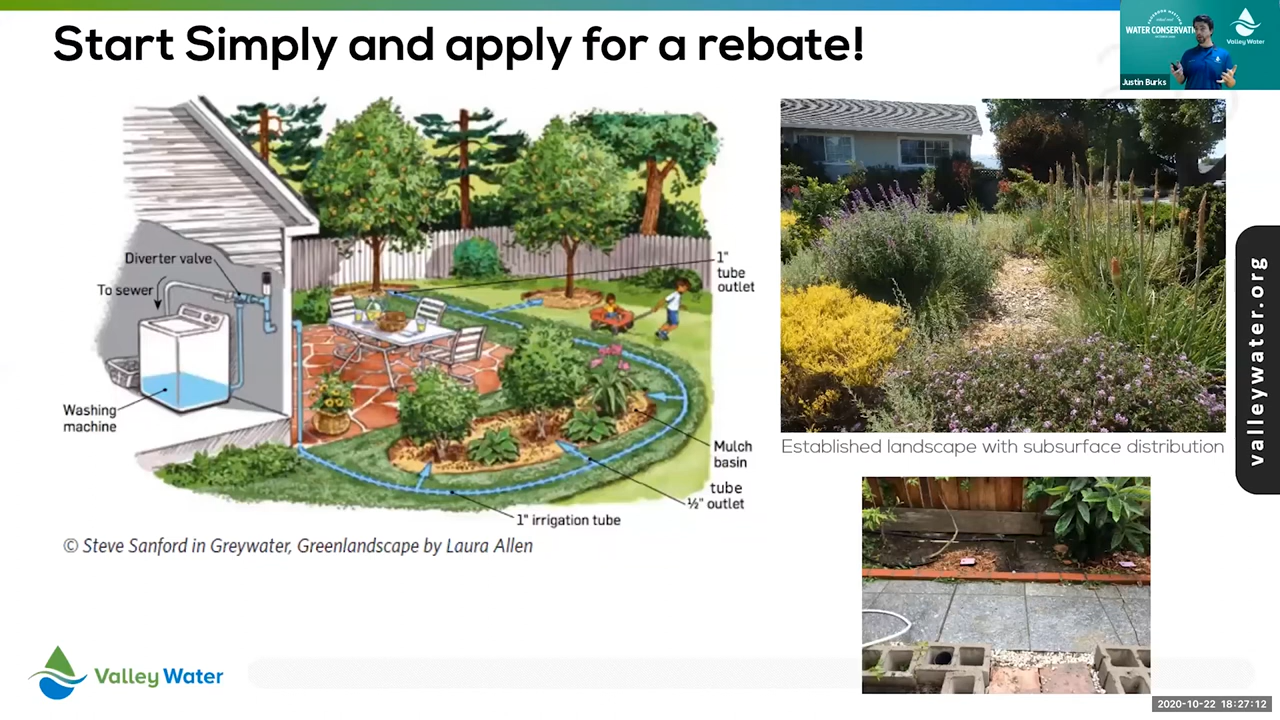 Start Simply and apply for a rebate!
WATER CONSERVAT
Valley Water
Justin Burks
Diverter valve
To sewer
Washing
machine
1"
tube
outlet
Mulch
basin
tube
½" outlet
1" irrigation tube
© Steve Sanford in Greywater, Greenlandscape by Laura Allen
Established landscape with subsurface distribution
valleywater.org
Valley Water
2020-10-22 18:27:12